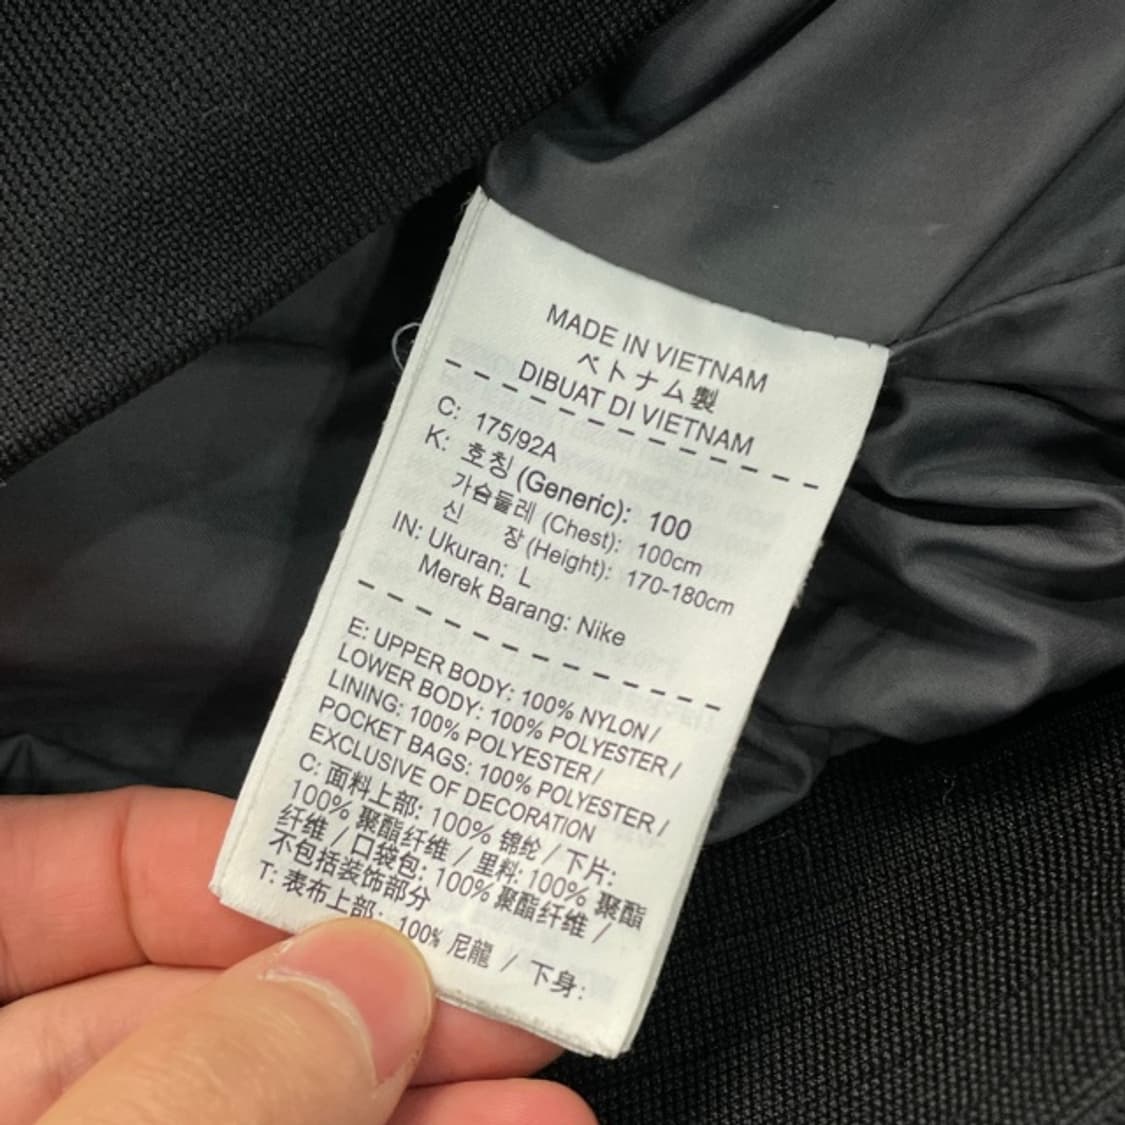 MADE IN VIETNAM
ベトナム製
DIBUAT DI VIETNAM
C: 175/92A
K: 호칭 (Generic): 100
가슴둘레 (Chest): 100cm
신 장 (Height): 170-180cm
IN: Ukuran: L
Merek Barang: Nike
E: UPPER BODY: 100% NYLON /
LOWER BODY: 100% POLYESTER /
LINING: 100% POLYESTER /
POCKET BAGS: 100% POLYESTER /
EXCLUSIVE OF DECORATION
C: 面料上部: 100% 锦纶 / 下片:
100% 聚酯纤维 / 里料: 100% 聚酯
纤维 / 口袋包: 100% 聚酯纤维 /
不包括装饰部分
T: 表布上部: 100% 尼龍 / 下身: